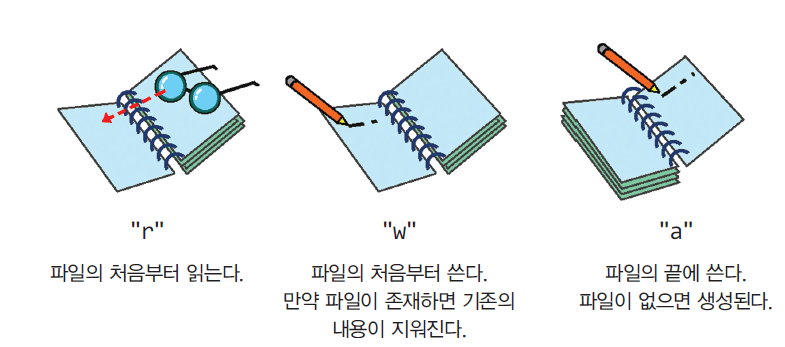 "r"
파일의 처음부터 읽는다.
"w"
파일의 처음부터 쓴다.
만약 파일이 존재하면 기존의
내용이 지워진다.
"a"
파일의 끝에 쓴다.
파일이 없으면 생성된다.